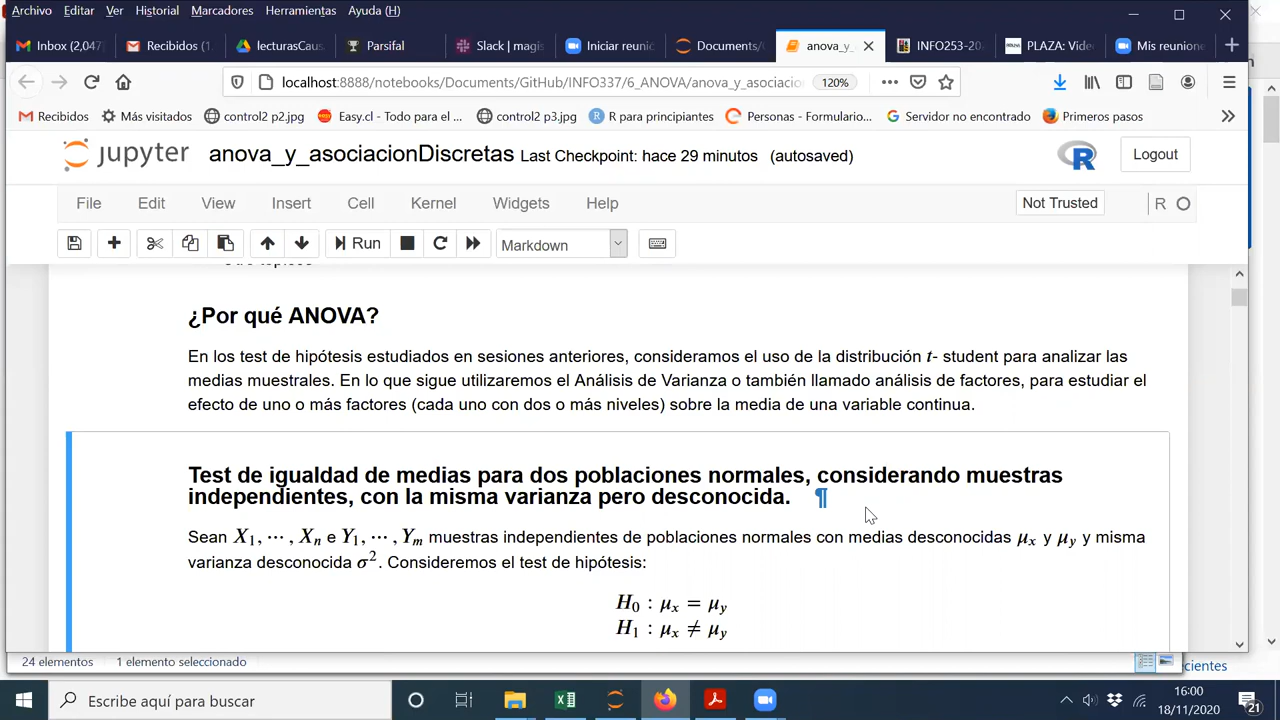 Archivo Editar Ver Historial Marcadores Herramientas Ayuda (H)
Inbox (2,047 Recibidos (1. lecturasCaus Parsifal Slack | magis Iniciar reunió Documents/ anova_y_ INFO253-20 PLAZA: Víde Mis reunione
localhost:8888/notebooks/Documents/GitHub/INFO337/6_ANOVA/anova_y_asociacio 120%
Recibidos Más visitados control2 p2.jpg Easy.cl - Todo para el ... control2 p3.jpg R para principiantes Personas - Formulario... Servidor no encontrado Primeros pasos
jupyter anova_y_asociacionDiscretas Last Checkpoint: hace 29 minutos (autosaved) R Logout
File Edit View Insert Cell Kernel Widgets Help Not Trusted R
Run Markdown
¿Por qué ANOVA?
En los test de hipótesis estudiados en sesiones anteriores, consideramos el uso de la distribución t- student para analizar las
medias muestrales. En lo que sigue utilizaremos el Análisis de Varianza o también llamado análisis de factores, para estudiar el
efecto de uno o más factores (cada uno con dos o más niveles) sobre la media de una variable continua.
Test de igualdad de medias para dos poblaciones normales, considerando muestras
independientes, con la misma varianza pero desconocida. ¶
Sean X₁, ⋯ , Xₙ e Y₁, ⋯ , Yₘ muestras independientes de poblaciones normales con medias desconocidas μₓ y μ_y y misma
varianza desconocida σ². Consideremos el test de hipótesis:
H₀ : μₓ = μ_y
H₁ : μₓ ≠ μ_y
24 elementos 1 elemento seleccionado
Escribe aquí para buscar
16:00
18/11/2020
21